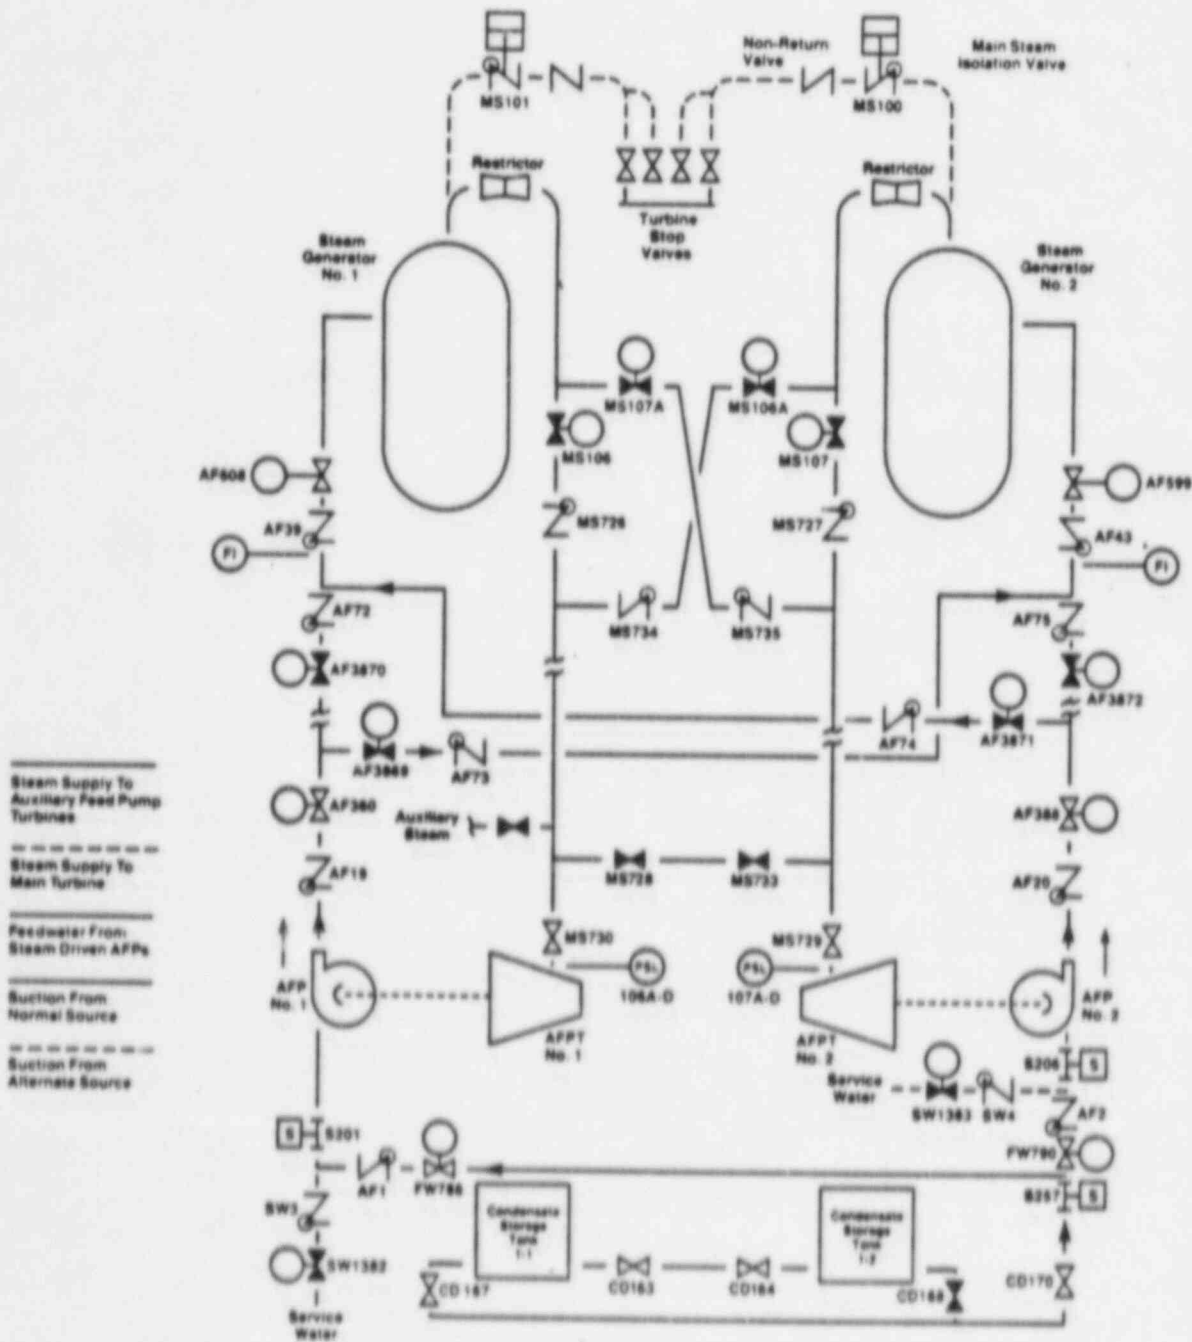 MS101
Non-Return
Valve
MS100
Main Steam
Isolation Valve
Restrictor
Restrictor
Turbine
Stop
Valves
Steam
Generator
No. 1
Steam
Generator
No. 2
MS107A
MS106A
MS106
MS107
AF608
AF599
AF39
MS726
MS727
AF43
FI
FI
AF72
MS734
MS735
AF75
AF3870
AF3872
AF3869
AF73
AF74
AF3871
Steam Supply To
Auxiliary Feed Pump
Turbines
AF360
Auxiliary
Steam
AF388
Steam Supply To
Main Turbine
AF19
MS728
MS733
AF20
Feedwater From
Steam Driven AFPs
MS730
MS729
PSL
106A-D
PSL
107A-D
AFP
No. 1
AFP
No. 2
Suction From
Normal Source
AFPT
No. 1
AFPT
No. 2
Suction From
Alternate Source
Service
Water
SW1383
SW4
S206
S
AF2
S
S201
AF1
FW786
FW790
S257
S
SW3
Condensate
Storage
Tank
1-1
Condensate
Storage
Tank
1-2
SW1382
CD167
CD163
CD164
CD168
CD170
Service
Water